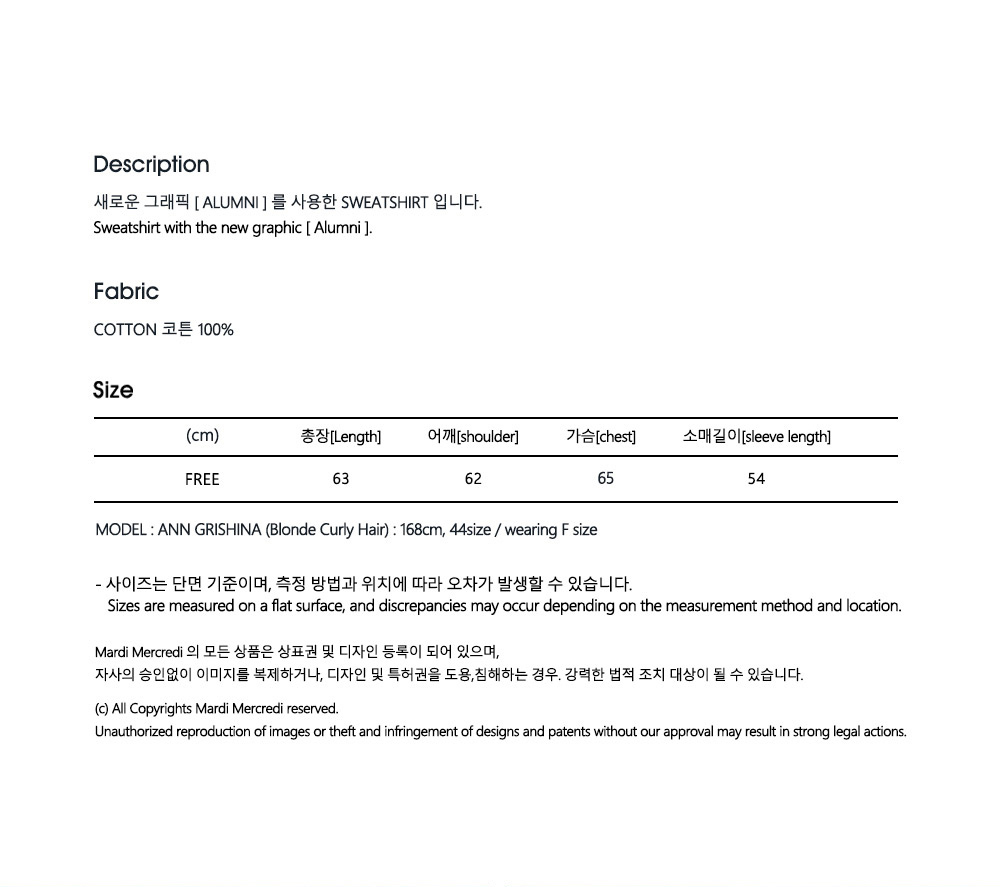 Description
새로운 그래픽 [ ALUMNI ] 를 사용한 SWEATSHIRT 입니다.
Sweatshirt with the new graphic [ Alumni ].
Fabric
COTTON 코튼 100%
Size
(cm) 총장[Length] 어깨[shoulder] 가슴[chest] 소매길이[sleeve length]
FREE 63 62 65 54
MODEL : ANN GRISHINA (Blonde Curly Hair) : 168cm, 44size / wearing F size
- 사이즈는 단면 기준이며, 측정 방법과 위치에 따라 오차가 발생할 수 있습니다.
Sizes are measured on a flat surface, and discrepancies may occur depending on the measurement method and location.
Mardi Mercredi 의 모든 상품은 상표권 및 디자인 등록이 되어 있으며,
자사의 승인없이 이미지를 복제하거나, 디자인 및 특허권을 도용,침해하는 경우. 강력한 법적 조치 대상이 될 수 있습니다.
(c) All Copyrights Mardi Mercredi reserved.
Unauthorized reproduction of images or theft and infringement of designs and patents without our approval may result in strong legal actions.